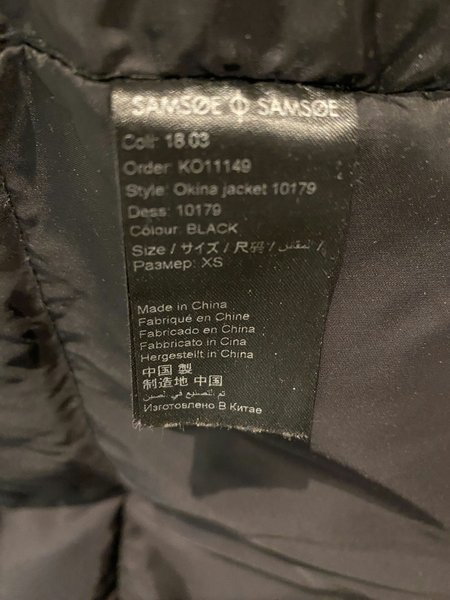 SAMSØE Φ SAMSØE
Coll: 18 03
Order: KO11149
Style: Okina jacket 10179
Dess: 10179
Colour: BLACK
Size / サイズ / 尺码 / المقاس /
Размер: XS
Made in China
Fabriqué en Chine
Fabricado en China
Fabbricato in Cina
Hergestellt in China
中国 製
制造地 中国
تم التصنيع في الصين
Изготовлено В Китае